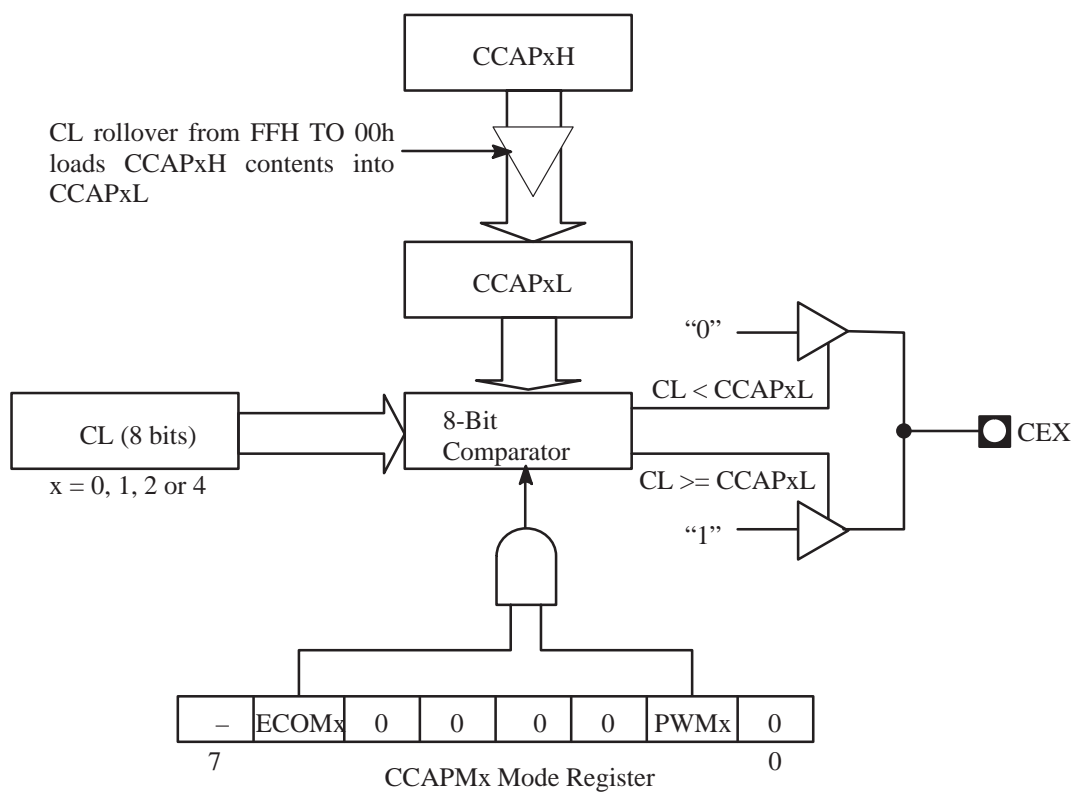 CCAPxH
CL rollover from FFH TO 00h
loads CCAPxH contents into
CCAPxL
CCAPxL
“0”
CL < CCAPxL
CL (8 bits)
8-Bit
Comparator
CEX
x = 0, 1, 2 or 4
CL >= CCAPxL
“1”
– ECOMx 0 0 0 0 PWMx 0
7 0
CCAPMx Mode Register